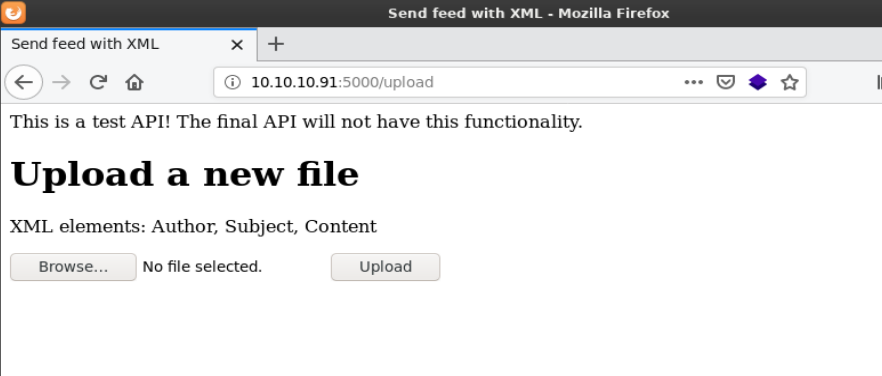 Send feed with XML - Mozilla Firefox
Send feed with XML
10.10.10.91:5000/upload
This is a test API! The final API will not have this functionality.
Upload a new file
XML elements: Author, Subject, Content
Browse... No file selected. Upload